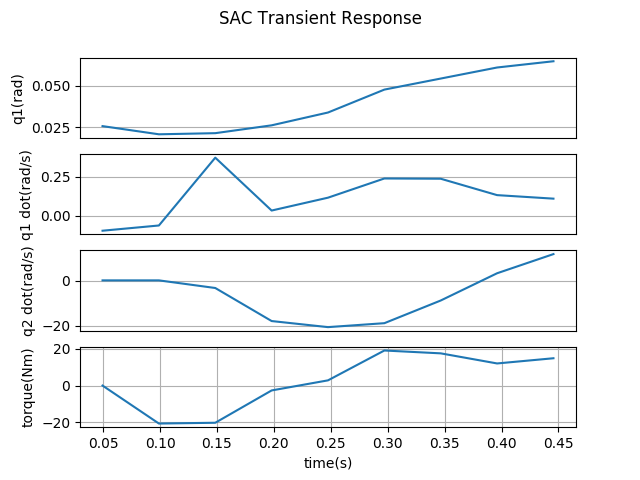 SAC Transient Response
q1(rad)
0.050
0.025
q1 dot(rad/s)
0.25
0.00
q2 dot(rad/s)
0
−20
torque(Nm)
20
0
−20
0.05 0.10 0.15 0.20 0.25 0.30 0.35 0.40 0.45
time(s)